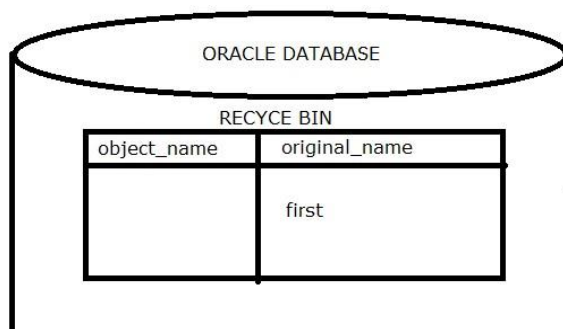 ORACLE DATABASE
RECYCE BIN
object_name original_name
first